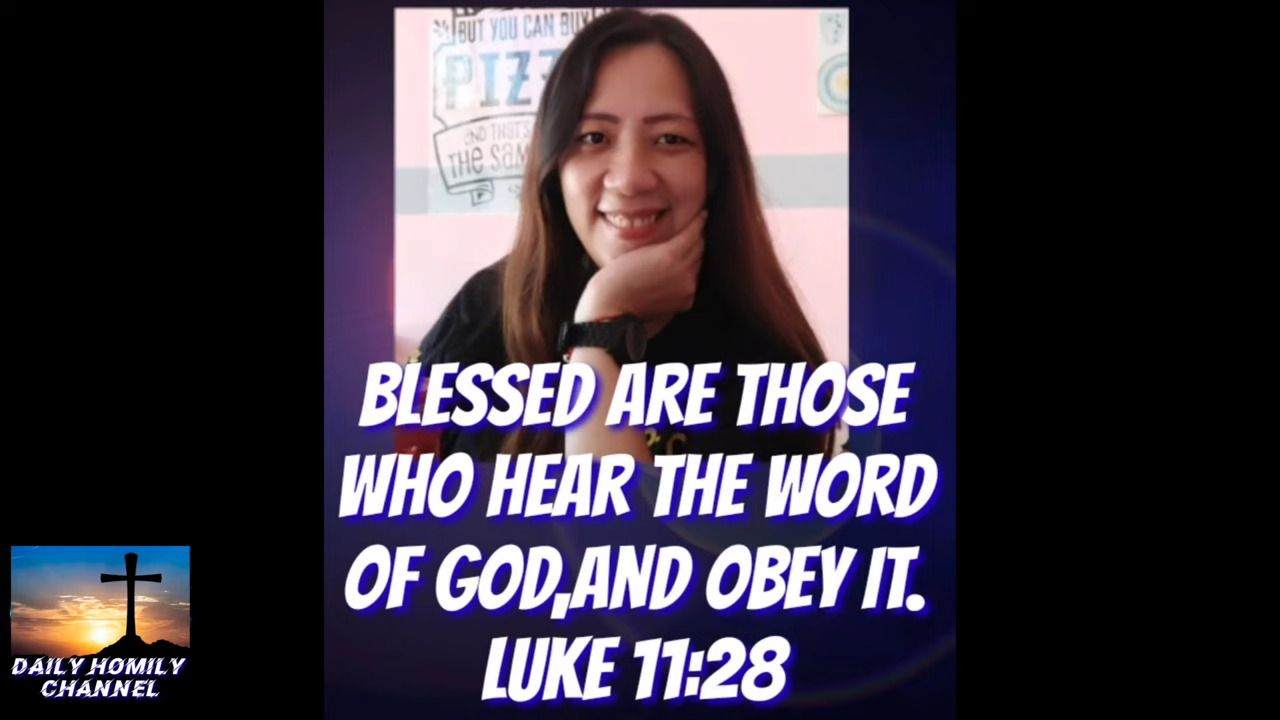 BUT YOU CAN BUY
PIZZ
AND THAT'S
THE SAM
BLESSED ARE THOSE
WHO HEAR THE WORD
OF GOD,AND OBEY IT.
LUKE 11:28
DAILY HOMILY
CHANNEL